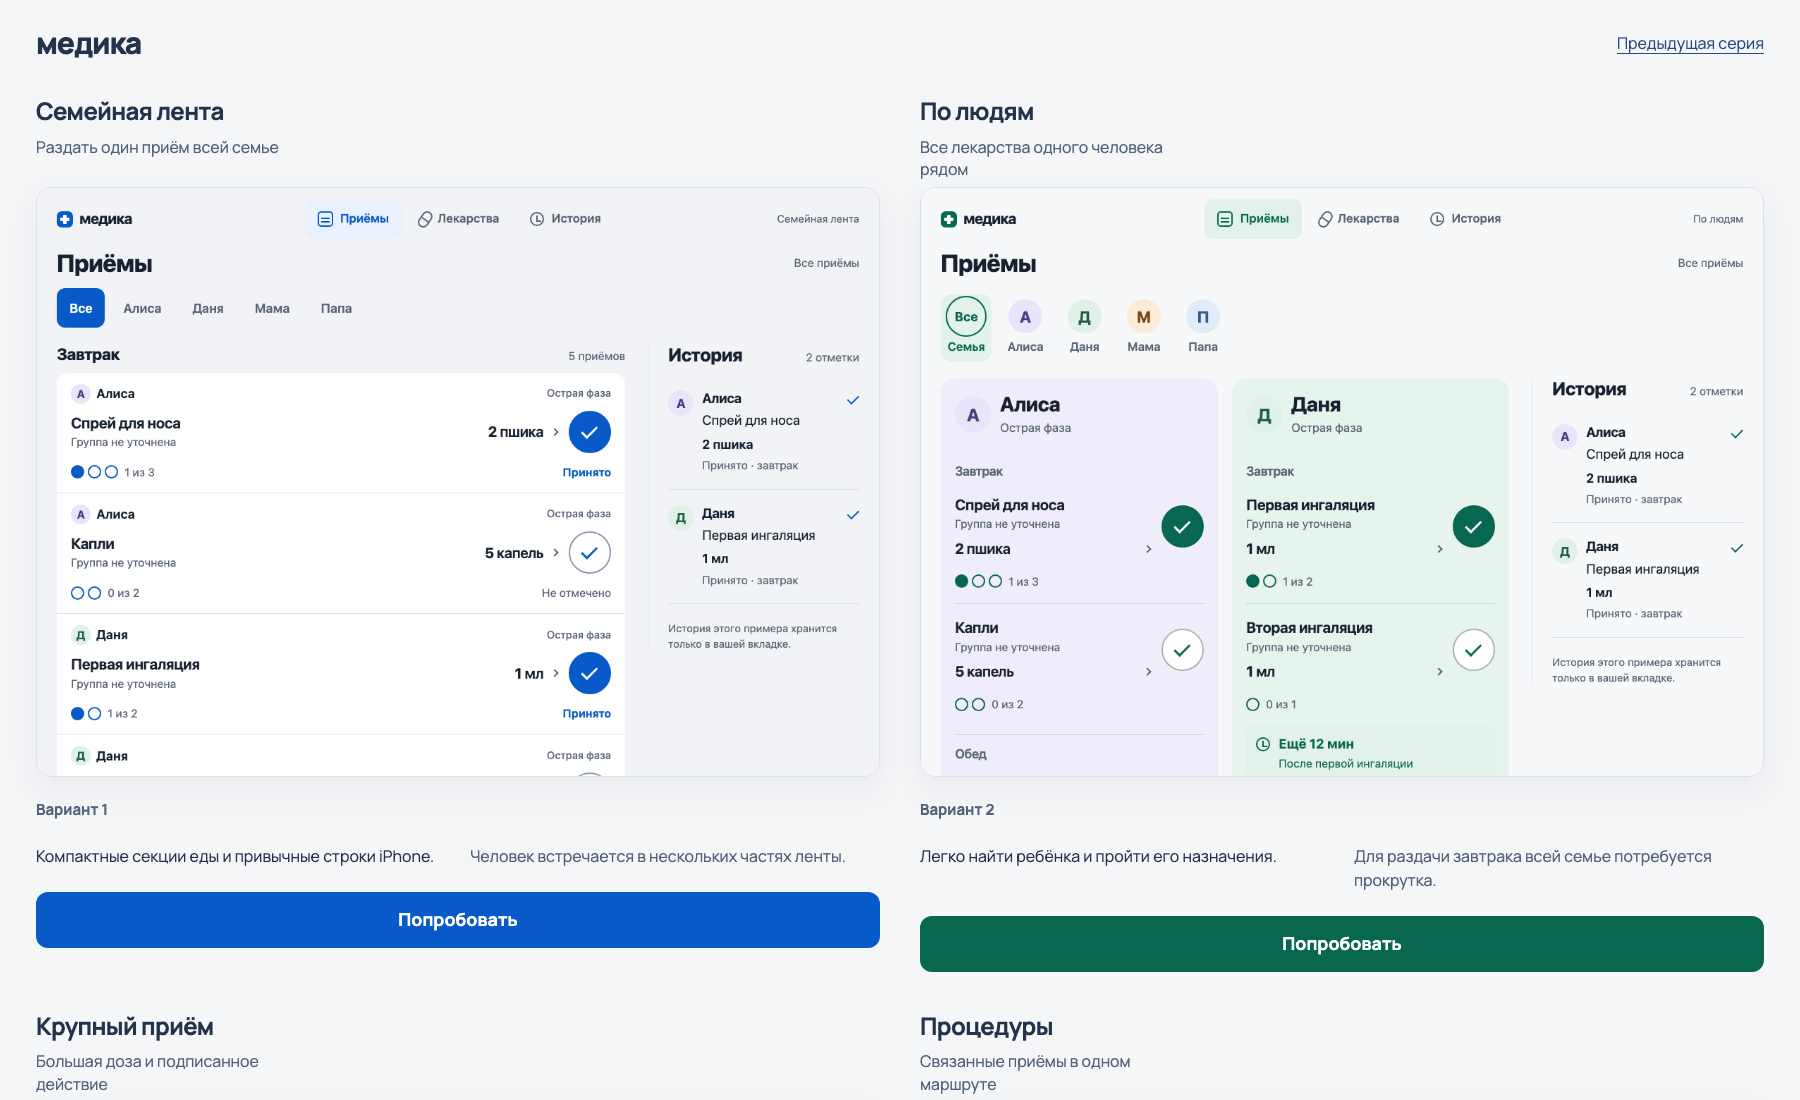 медика
Предыдущая серия
Семейная лента
Раздать один приём всей семье
медика
Приёмы
Лекарства
История
Семейная лента
Приёмы
Все приёмы
Все
Алиса
Даня
Мама
Папа
Завтрак
5 приёмов
А Алиса
Острая фаза
Спрей для носа
Группа не уточнена
2 пшика
1 из 3
Принято
А Алиса
Острая фаза
Капли
Группа не уточнена
5 капель
0 из 2
Не отмечено
Д Даня
Острая фаза
Первая ингаляция
Группа не уточнена
1 мл
1 из 2
Принято
Д Даня
Острая фаза
История
2 отметки
А Алиса
Спрей для носа
2 пшика
Принято · завтрак
Д Даня
Первая ингаляция
1 мл
Принято · завтрак
История этого примера хранится
только в вашей вкладке.
Вариант 1
Компактные секции еды и привычные строки iPhone.
Человек встречается в нескольких частях ленты.
Попробовать
По людям
Все лекарства одного человека
рядом
медика
Приёмы
Лекарства
История
По людям
Приёмы
Все приёмы
Все
Семья
А
Алиса
Д
Даня
М
Мама
П
Папа
А Алиса
Острая фаза
Завтрак
Спрей для носа
Группа не уточнена
2 пшика
1 из 3
Капли
Группа не уточнена
5 капель
0 из 2
Обед
Д Даня
Острая фаза
Завтрак
Первая ингаляция
Группа не уточнена
1 мл
1 из 2
Вторая ингаляция
Группа не уточнена
1 мл
0 из 1
Ещё 12 мин
После первой ингаляции
История
2 отметки
А Алиса
Спрей для носа
2 пшика
Принято · завтрак
Д Даня
Первая ингаляция
1 мл
Принято · завтрак
История этого примера хранится
только в вашей вкладке.
Вариант 2
Легко найти ребёнка и пройти его назначения.
Для раздачи завтрака всей семье потребуется
прокрутка.
Попробовать
Крупный приём
Большая доза и подписанное
действие
Процедуры
Связанные приёмы в одном
маршруте